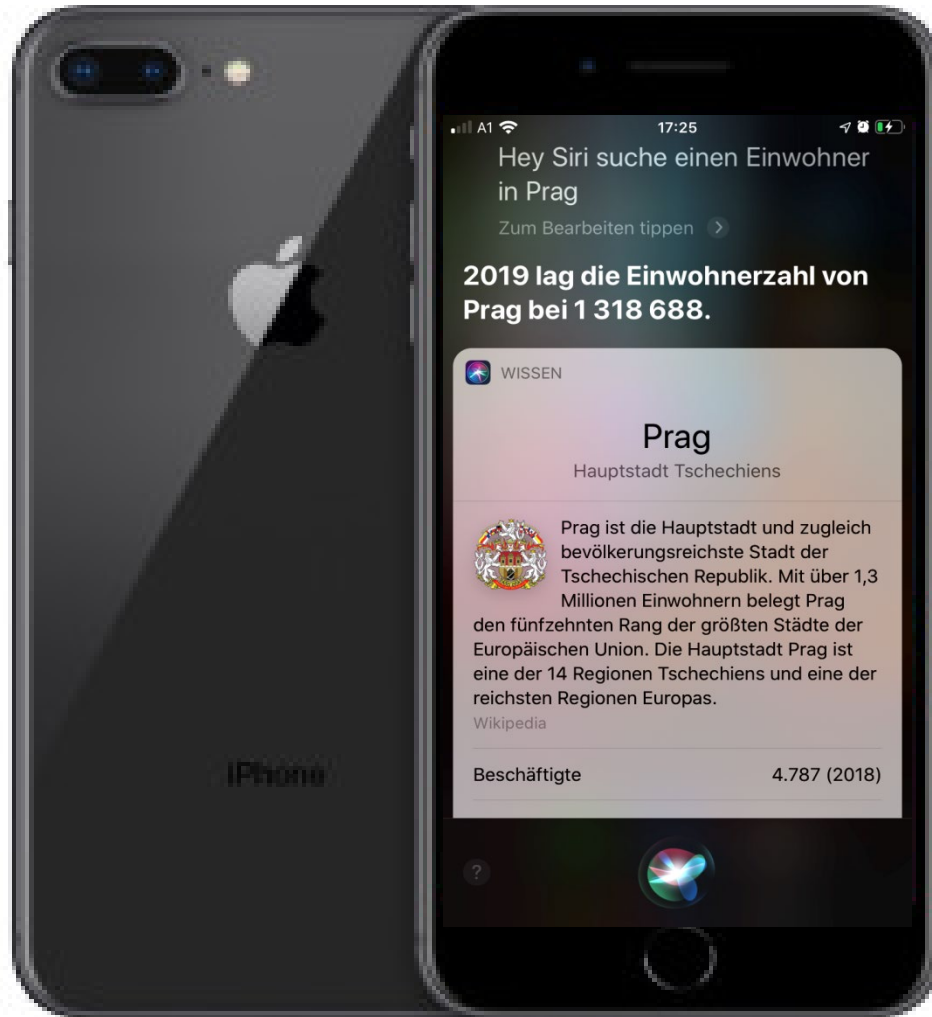 A1 17:25
Hey Siri suche einen Einwohner
in Prag
Zum Bearbeiten tippen
2019 lag die Einwohnerzahl von
Prag bei 1 318 688.
WISSEN
Prag
Hauptstadt Tschechiens
Prag ist die Hauptstadt und zugleich
bevölkerungsreichste Stadt der
Tschechischen Republik. Mit über 1,3
Millionen Einwohnern belegt Prag
den fünfzehnten Rang der größten Städte der
Europäischen Union. Die Hauptstadt Prag ist
eine der 14 Regionen Tschechiens und eine der
reichsten Regionen Europas.
Wikipedia
Beschäftigte 4.787 (2018)
?
iPhone